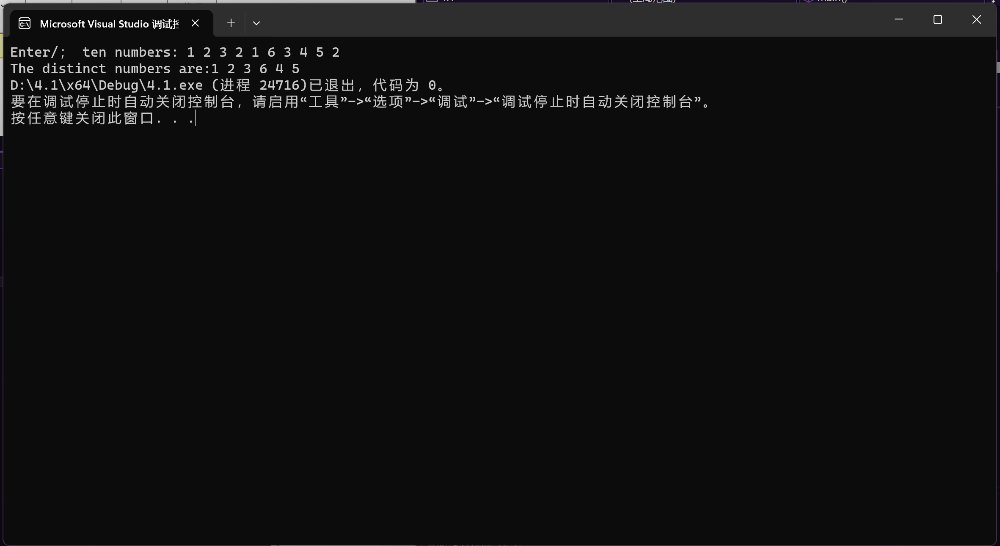 Microsoft Visual Studio 调试
Enter/;  ten numbers: 1 2 3 2 1 6 3 4 5 2
The distinct numbers are:1 2 3 6 4 5
D:\4.1\x64\Debug\4.1.exe (进程 24716)已退出，代码为 0。
要在调试停止时自动关闭控制台，请启用“工具”->“选项”->“调试”->“调试停止时自动关闭控制台”。
按任意键关闭此窗口. . .